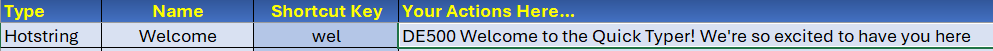 Type Name Shortcut Key Your Actions Here...
Hotstring Welcome wel DE500 Welcome to the Quick Typer! We're so excited to have you here